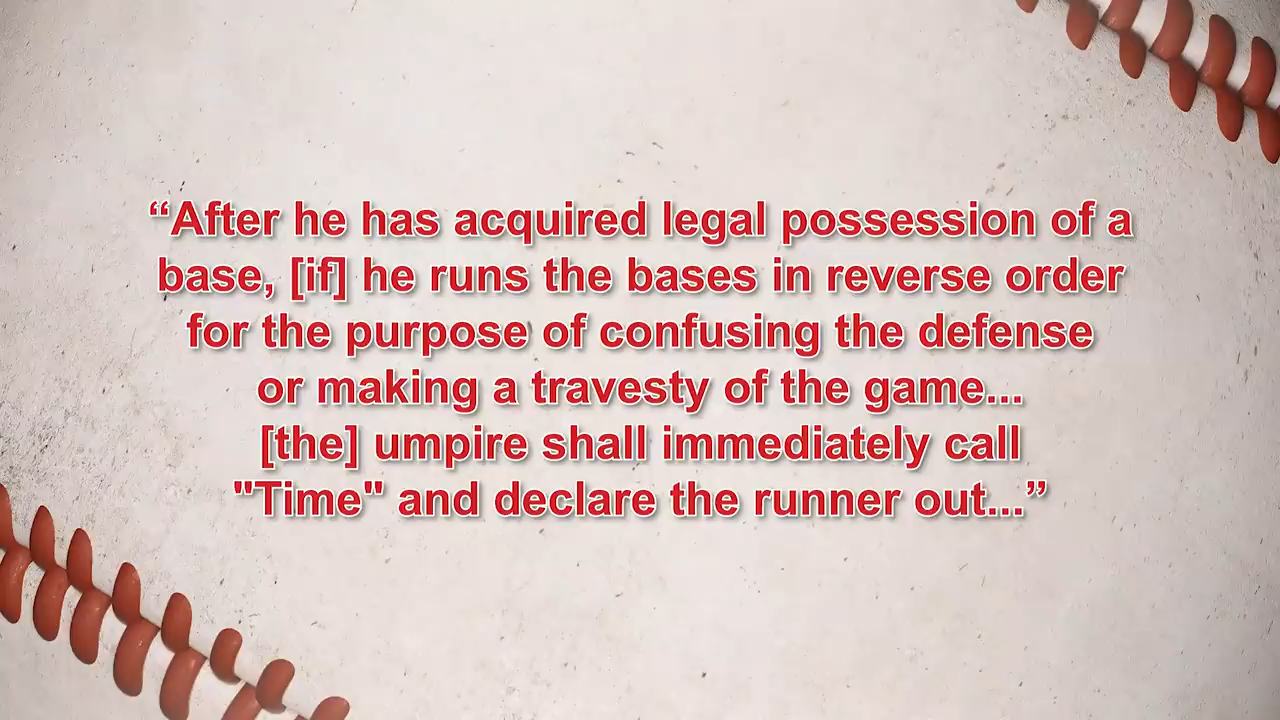 “After he has acquired legal possession of a
base, [if] he runs the bases in reverse order
for the purpose of confusing the defense
or making a travesty of the game...
[the] umpire shall immediately call
"Time" and declare the runner out...”